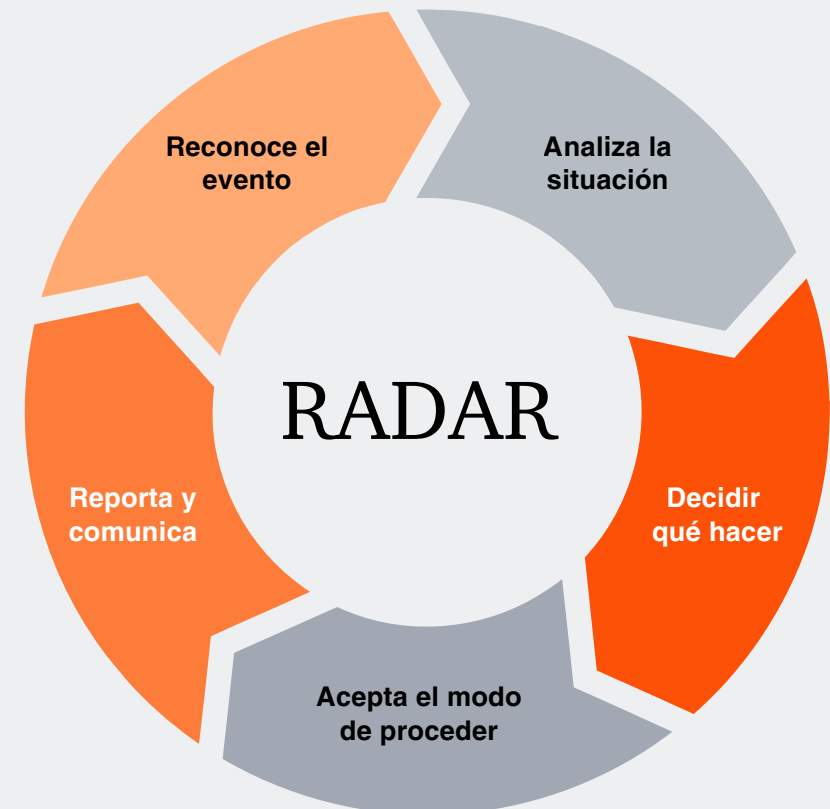 Reconoce el
evento
Analiza la
situación
RADAR
Reporta y
comunica
Decidir
qué hacer
Acepta el modo
de proceder